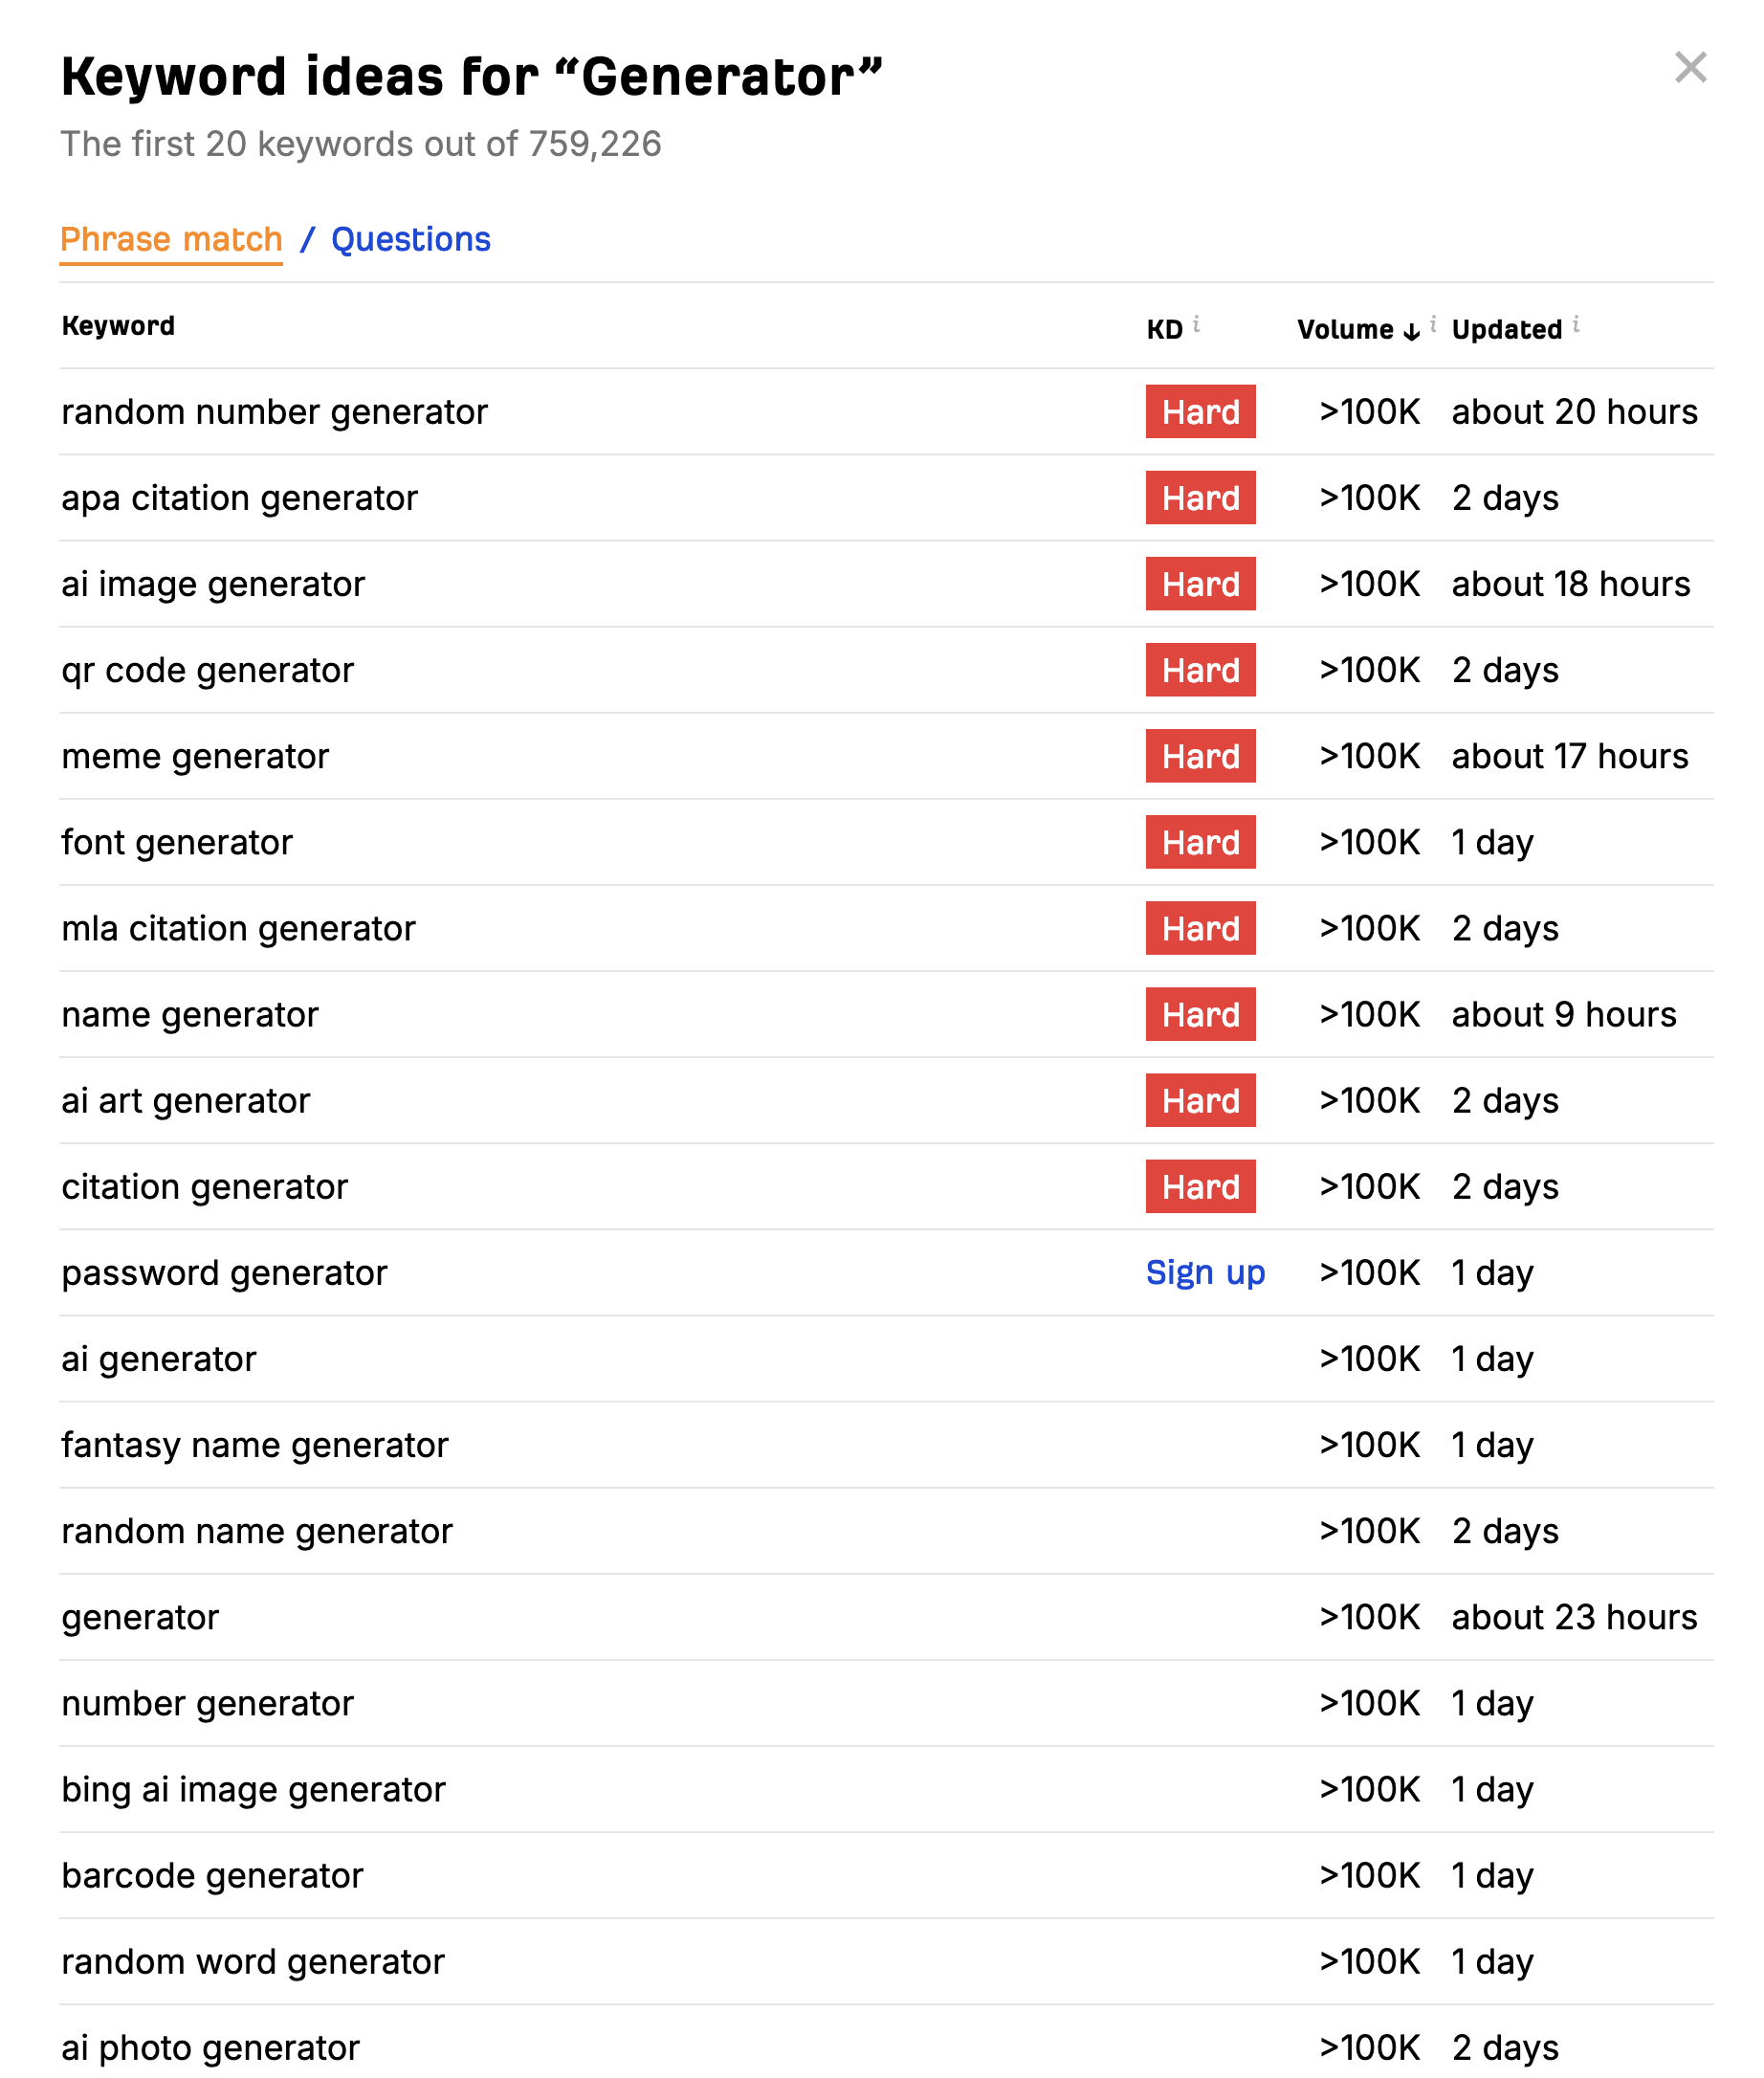 Keyword ideas for “Generator”
The first 20 keywords out of 759,226
Phrase match / Questions
Keyword KD i Volume ↓ i Updated i
random number generator Hard >100K about 20 hours
apa citation generator Hard >100K 2 days
ai image generator Hard >100K about 18 hours
qr code generator Hard >100K 2 days
meme generator Hard >100K about 17 hours
font generator Hard >100K 1 day
mla citation generator Hard >100K 2 days
name generator Hard >100K about 9 hours
ai art generator Hard >100K 2 days
citation generator Hard >100K 2 days
password generator Sign up >100K 1 day
ai generator >100K 1 day
fantasy name generator >100K 1 day
random name generator >100K 2 days
generator >100K about 23 hours
number generator >100K 1 day
bing ai image generator >100K 1 day
barcode generator >100K 1 day
random word generator >100K 1 day
ai photo generator >100K 2 days